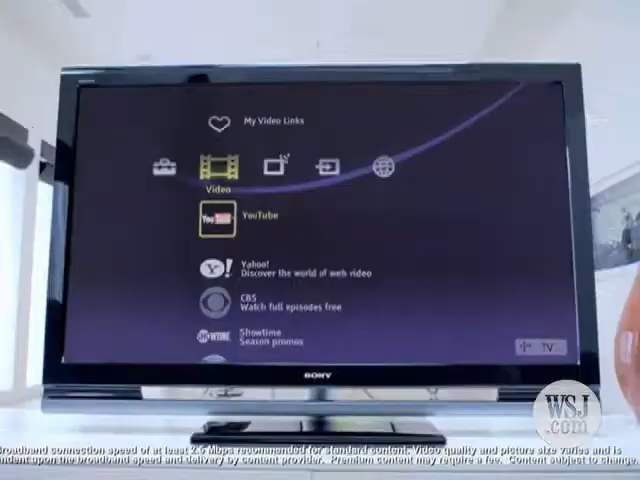 My Video Links
Video
YouTube
YouTube
Yahoo!
Discover the world of web video
CBS
Watch full episodes free
SHOWTIME
Showtime
Season promos
TV
SONY
WSJ
.com
Broadband connection speed of at least 2.5 Mbps recommended for standard content. Video quality and picture size varies and is
ndent upon the broadband speed and delivery by content provider. Premium content may require a fee. Content subject to change.